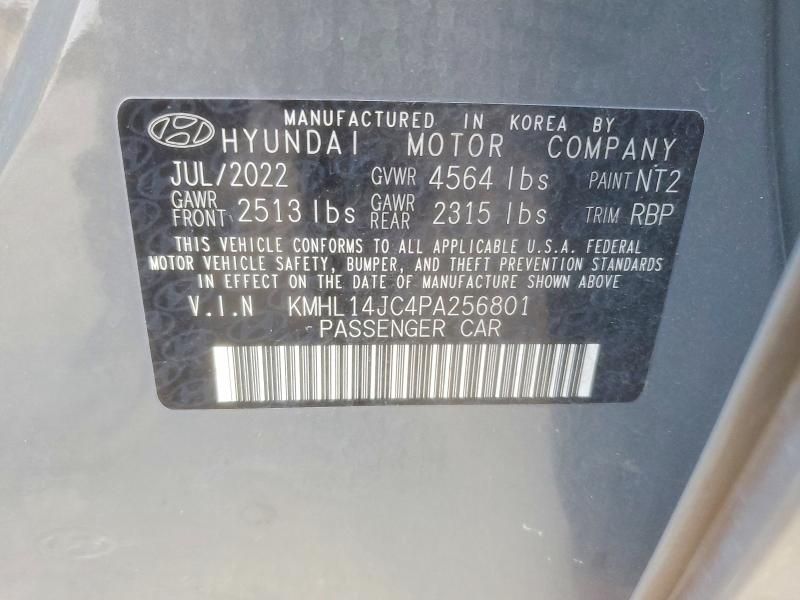 MANUFACTURED IN KOREA BY
HYUNDAI MOTOR COMPANY
JUL/2022 GVWR 4564 lbs PAINT NT2
GAWR FRONT 2513 lbs GAWR REAR 2315 lbs TRIM RBP
THIS VEHICLE CONFORMS TO ALL APPLICABLE U.S.A. FEDERAL
MOTOR VEHICLE SAFETY, BUMPER, AND THEFT PREVENTION STANDARDS
IN EFFECT ON THE DATE OF MANUFACTURE SHOWN ABOVE
V.I.N KMHL14JC4PA256801
PASSENGER CAR